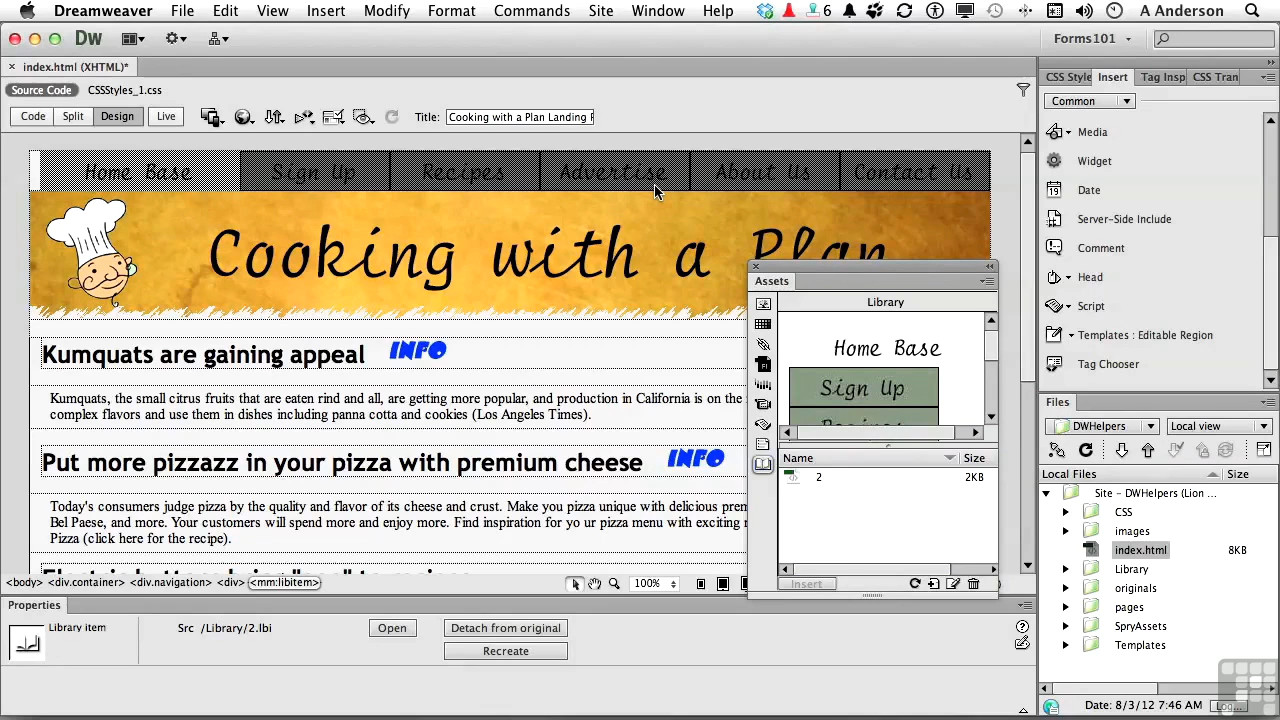 Dreamweaver File Edit View Insert Modify Format Commands Site Window Help 6 A Anderson
Dw Forms101
index.html (XHTML)*
Source Code CSSStyles_1.css
Code Split Design Live Title: Cooking with a Plan Landing
Home Base Sign Recipes About Us Contact Us
Cooking with a Plan
Kumquats are gaining appeal INFO
Kumquats, the small citrus fruits that are eaten rind and all, are getting more popular, and production in California is on the
complex flavors and use them in dishes including panna cotta and cookies (Los Angeles Times).
Put more pizzazz in your pizza with premium cheese INFO
Today's consumers judge pizza by the quality and flavor of its cheese and crust. Make you pizza unique with delicious prem
Bel Paese, and more. Your customers will spend more and enjoy more. Find inspiration for yo ur pizza menu with exciting
Pizza (click here for the recipe).
<body> <div.container> <div.navigation> <div> <mm:libitem> 100%
Assets
Library
Home Base
Sign Up
Recipes
Name Size
2 2KB
Insert
Properties
Library item Src /Library/2.lbi Open Detach from original
Recreate
CSS Style Insert Tag Insp CSS Tran
Common
Media
Widget
Date
19
Server-Side Include
Comment
Head
Script
Templates : Editable Region
Tag Chooser
Files
DWHelpers Local view
Local Files Size
Site - DWHelpers (Lion ...
CSS
images
index.html 8KB
Library
originals
pages
SpryAssets
Templates
Date: 8/3/12 7:46 AM Log...